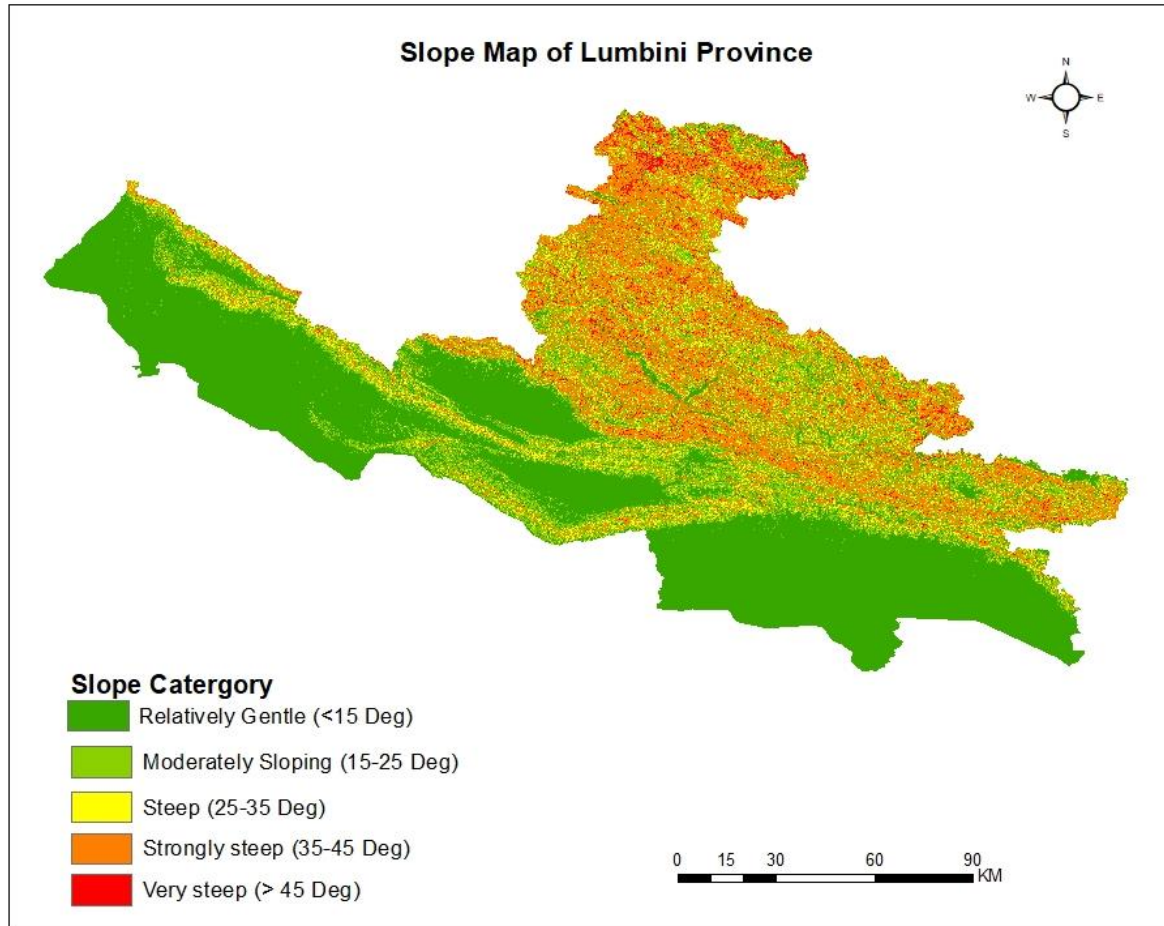 Slope Map of Lumbini Province
N
W E
S
Slope Catergory
Relatively Gentle (<15 Deg)
Moderately Sloping (15-25 Deg)
Steep (25-35 Deg)
Strongly steep (35-45 Deg)
Very steep (> 45 Deg)
0 15 30 60 90
KM